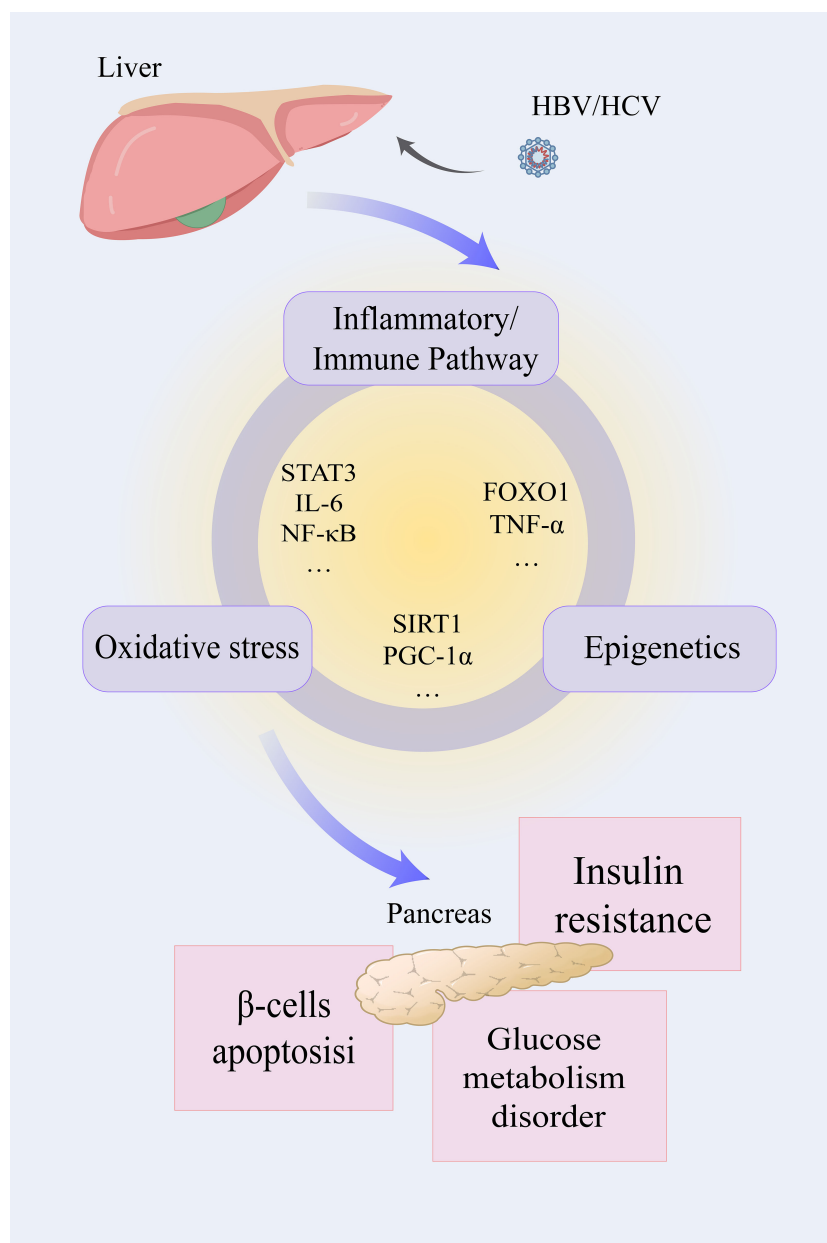 Liver
HBV/HCV
Inflammatory/
Immune Pathway
STAT3
IL-6
NF-κB
…
FOXO1
TNF-α
…
SIRT1
PGC-1α
…
Oxidative stress
Epigenetics
Insulin
resistance
Pancreas
β-cells
apoptosisi
Glucose
metabolism
disorder